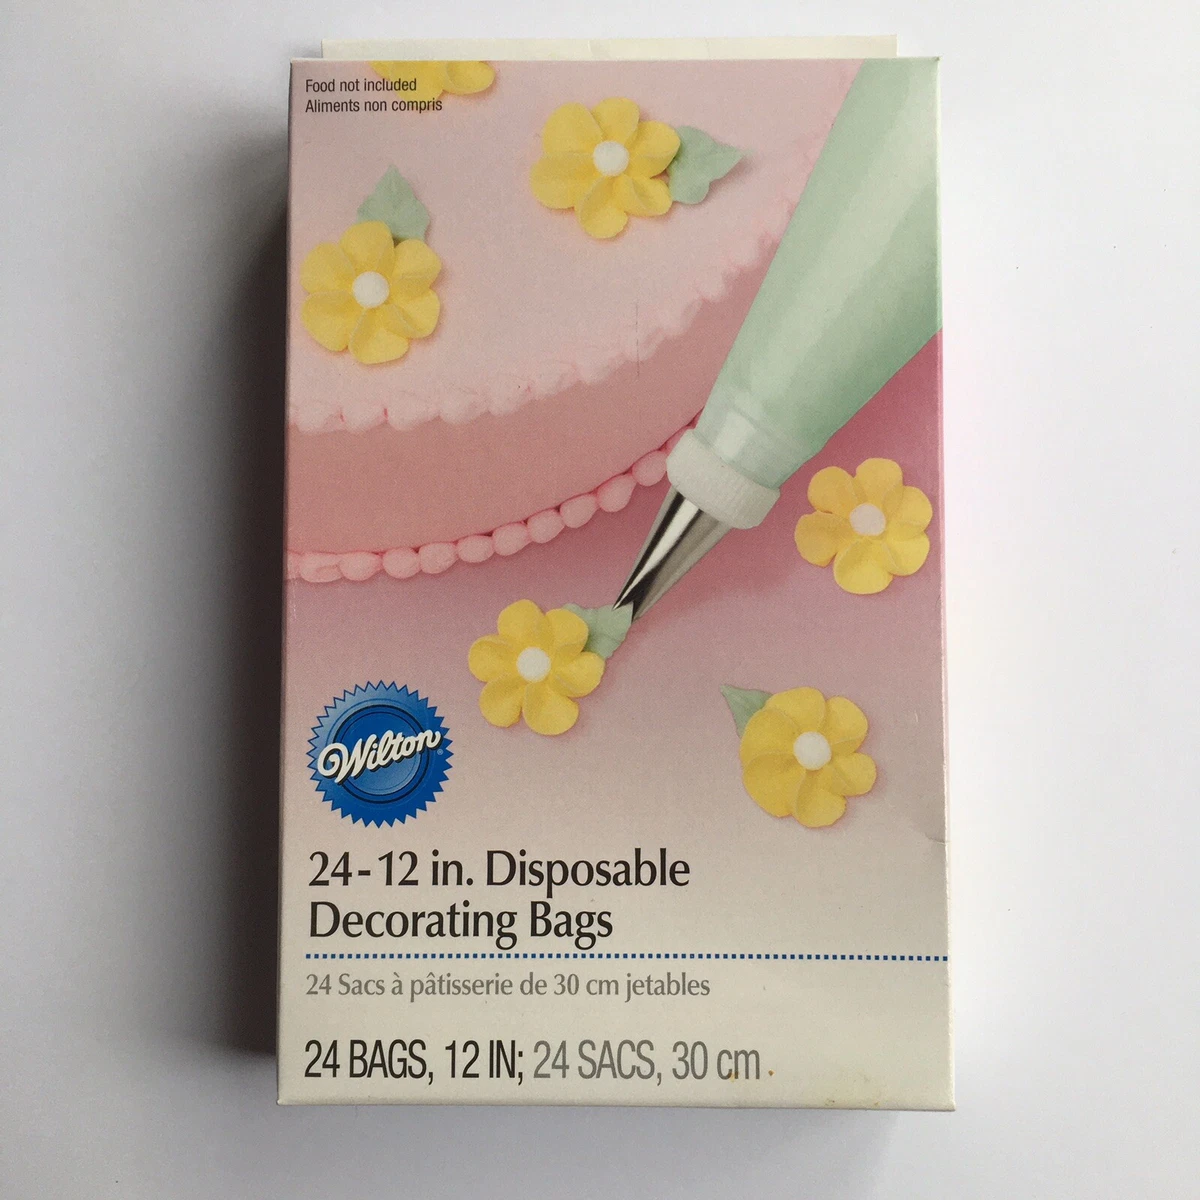 Food not included
Aliments non compris
Wilton
24-12 in. Disposable
Decorating Bags
24 Sacs à pâtisserie de 30 cm jetables
24 BAGS, 12 IN; 24 SACS, 30 cm